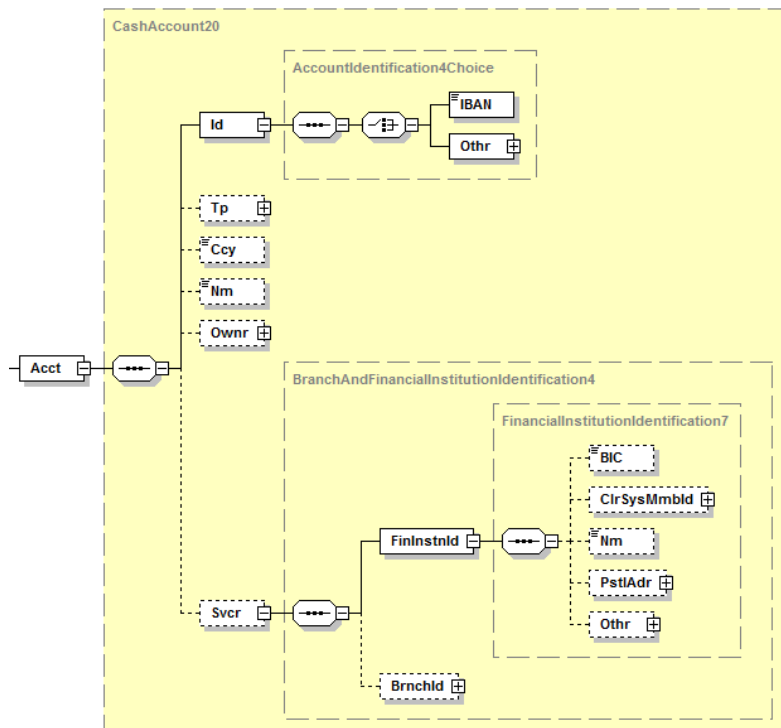 CashAccount20
AccountIdentification4Choice
Id
IBAN
Othr
Tp
Ccy
Nm
Ownr
Acct
BranchAndFinancialInstitutionIdentification4
FinancialInstitutionIdentification7
BIC
ClrSysMmbId
FinInstnId
Nm
PstlAdr
Svcr
Othr
BrnchId